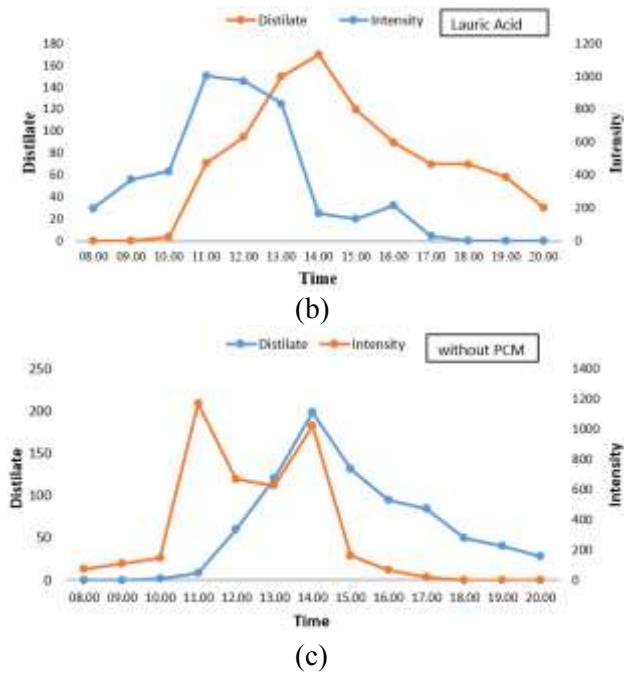 Distilate Intensity Lauric Acid
180 1200
160
140 1000
120 800
100
80 600
60 400
40
20 200
0 0
08.00 09.00 10.00 11.00 12.00 13.00 14.00 15.00 16.00 17.00 18.00 19.00 20.00
Distilate
Intensity
Time
(b)
Distilate Intensity without PCM
250 1400
200 1200
1000
150 800
100 600
400
50 200
0 0
08.00 09.00 10.00 11.00 12.00 13.00 14.00 15.00 16.00 17.00 18.00 19.00 20.00
Distilate
Intensity
Time
(c)